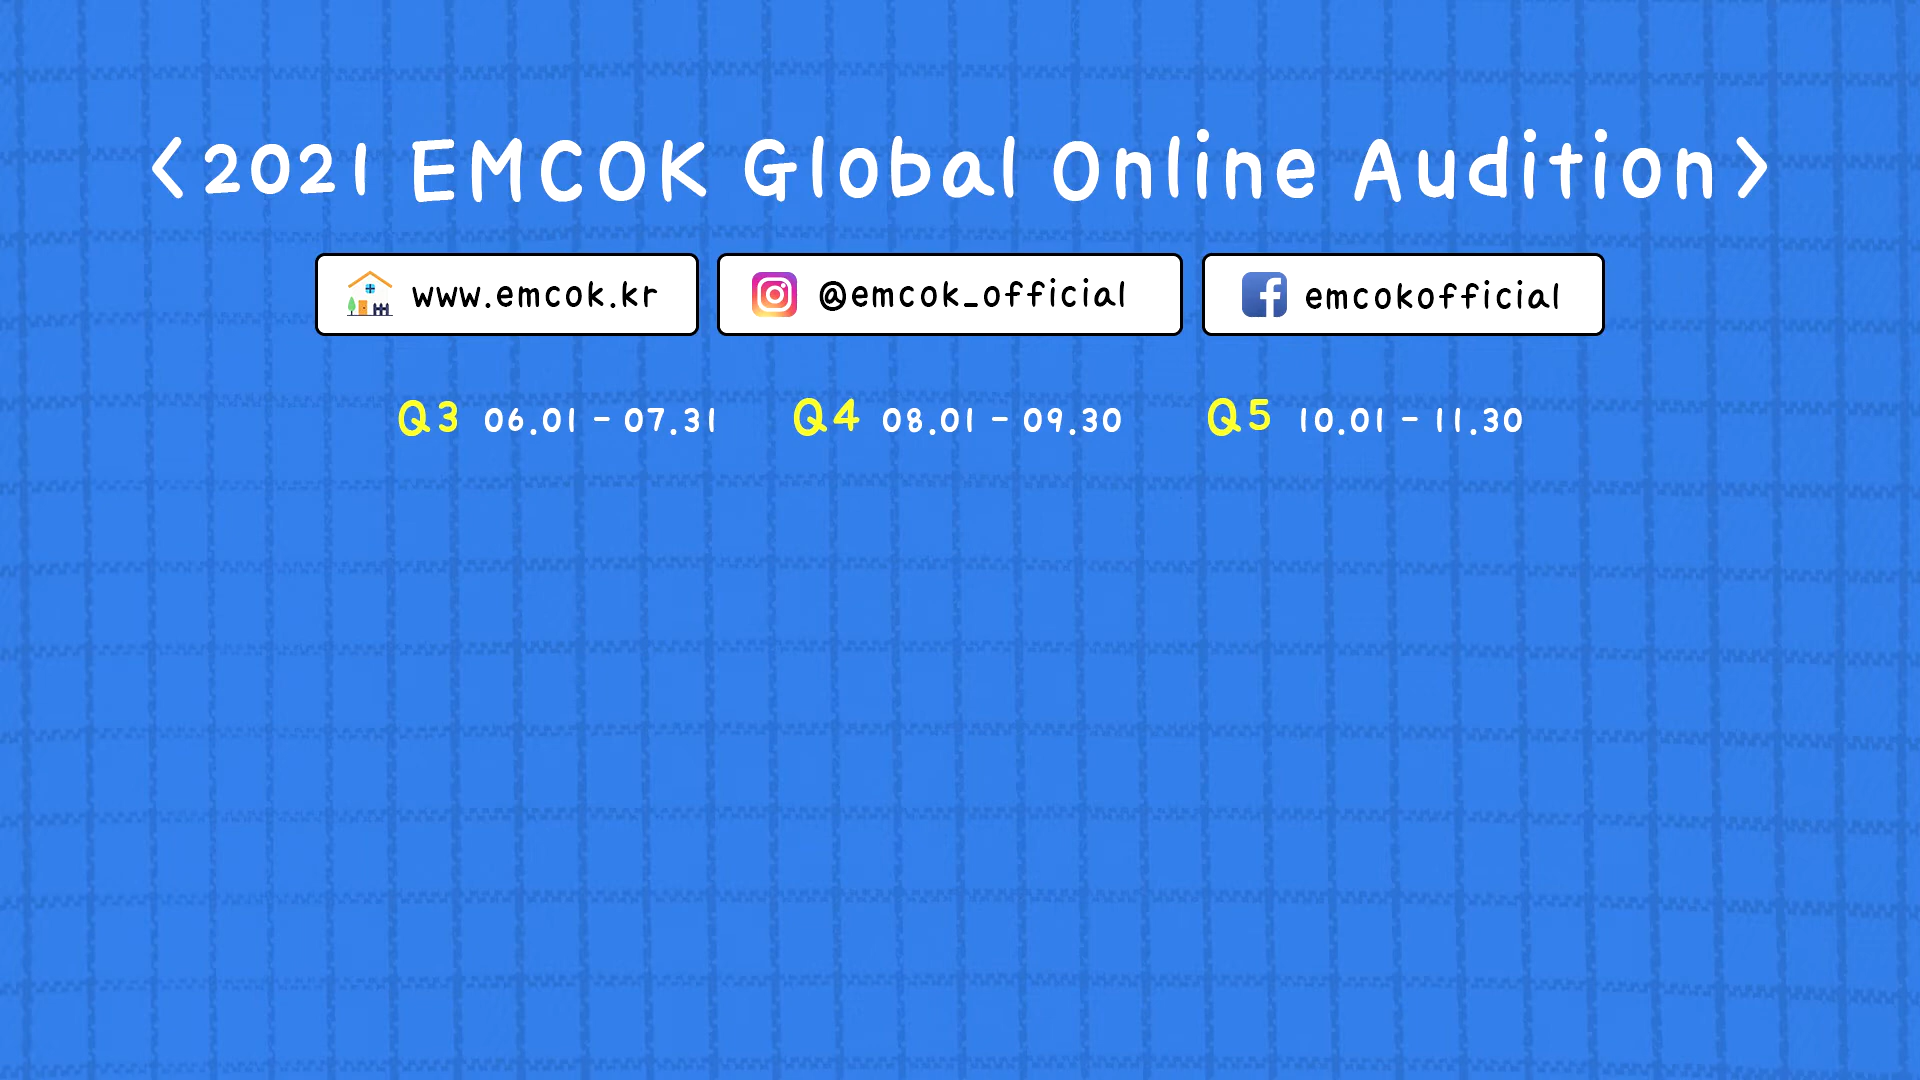 <2021 EMCOK Global Online Audition>
www.emcok.kr @emcok_official emcokofficial
Q3 06.01 - 07.31 Q4 08.01 - 09.30 Q5 10.01 - 11.30